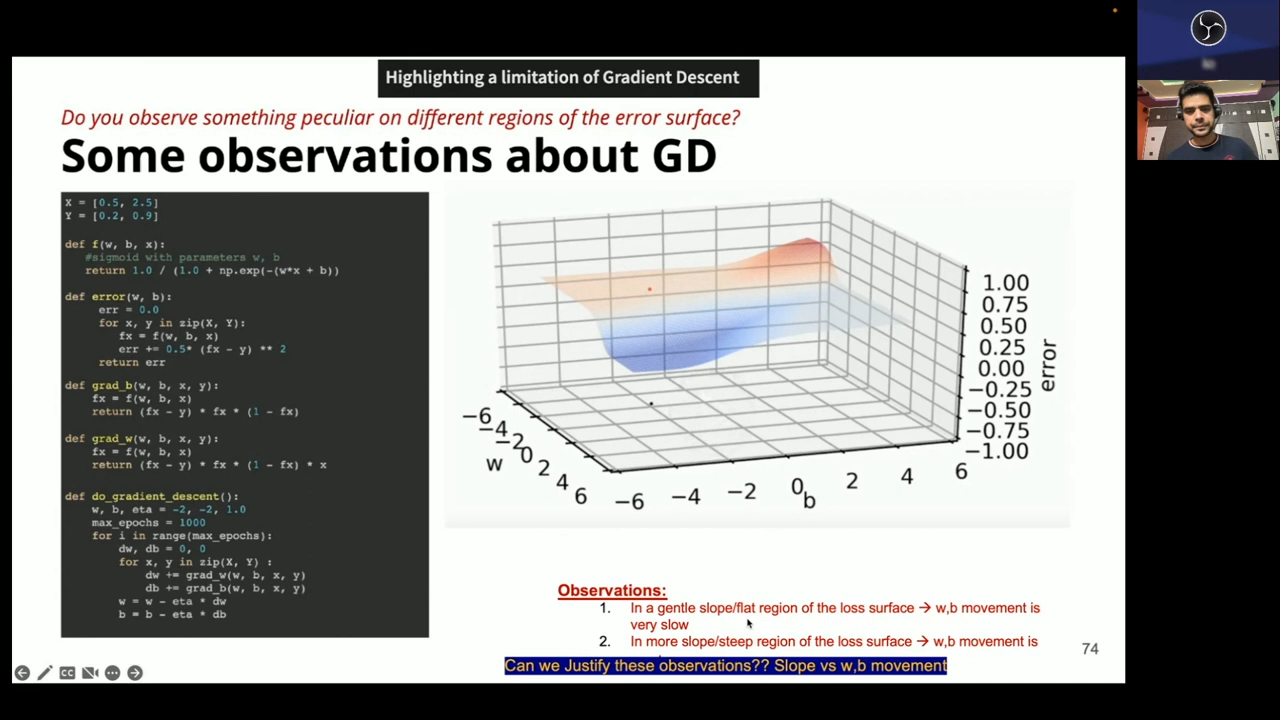 Highlighting a limitation of Gradient Descent
Do you observe something peculiar on different regions of the error surface?
Some observations about GD
X = [0.5, 2.5]
Y = [0.2, 0.9]
def f(w, b, x):
#sigmoid with parameters w, b
return 1.0 / (1.0 + np.exp(-(w*x + b))
def error(w, b):
err = 0.0
for x, y in zip(X, Y):
fx = f(w, b, x)
err += 0.5* (fx - y) ** 2
return err
def grad_b(w, b, x, y):
fx = f(w, b, x)
return (fx - y) * fx * (1 - fx)
def grad_w(w, b, x, y):
fx = f(w, b, x)
return (fx - y) * fx * (1 - fx) * x
def do_gradient_descent():
w, b, eta = -2, -2, 1.0
max_epochs = 1000
for i in range(max_epochs):
dw, db = 0, 0
for x, y in zip(X, Y) :
dw += grad_w(w, b, x, y)
db += grad_b(w, b, x, y)
w = w - eta * dw
b = b - eta * db
1.00
0.75
0.50
0.25
0.00
−0.25
−0.50
−0.75
−1.00
error
−6
−4
−2
0
2
4
6
w
−6
−4
−2
0
2
4
6
b
Observations:
1. In a gentle slope/flat region of the loss surface → w,b movement is
very slow
2. In more slope/steep region of the loss surface → w,b movement is
Can we Justify these observations?? Slope vs w,b movement
74
CC